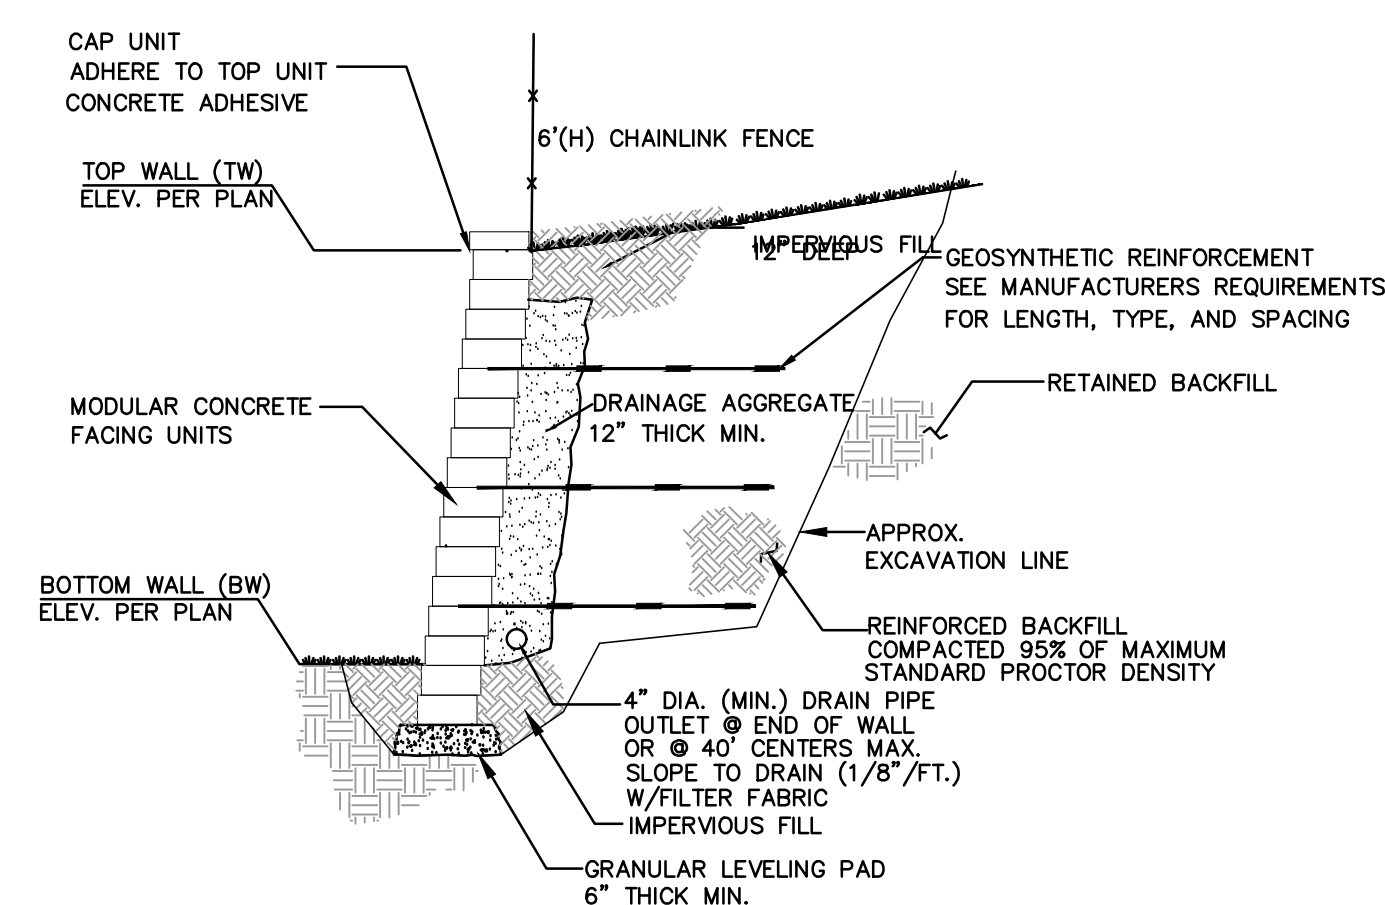 CAP UNIT
ADHERE TO TOP UNIT
CONCRETE ADHESIVE
6'(H) CHAINLINK FENCE
TOP WALL (TW)
ELEV. PER PLAN
IMPERVIOUS FILL
12" DEEP
GEOSYNTHETIC REINFORCEMENT
SEE MANUFACTURERS REQUIREMENTS
FOR LENGTH, TYPE, AND SPACING
RETAINED BACKFILL
MODULAR CONCRETE
FACING UNITS
DRAINAGE AGGREGATE
12" THICK MIN.
APPROX.
EXCAVATION LINE
BOTTOM WALL (BW)
ELEV. PER PLAN
REINFORCED BACKFILL
COMPACTED 95% OF MAXIMUM
STANDARD PROCTOR DENSITY
4" DIA. (MIN.) DRAIN PIPE
OUTLET @ END OF WALL
OR @ 40' CENTERS MAX.
SLOPE TO DRAIN (1/8"/FT.)
W/FILTER FABRIC
IMPERVIOUS FILL
GRANULAR LEVELING PAD
6" THICK MIN.